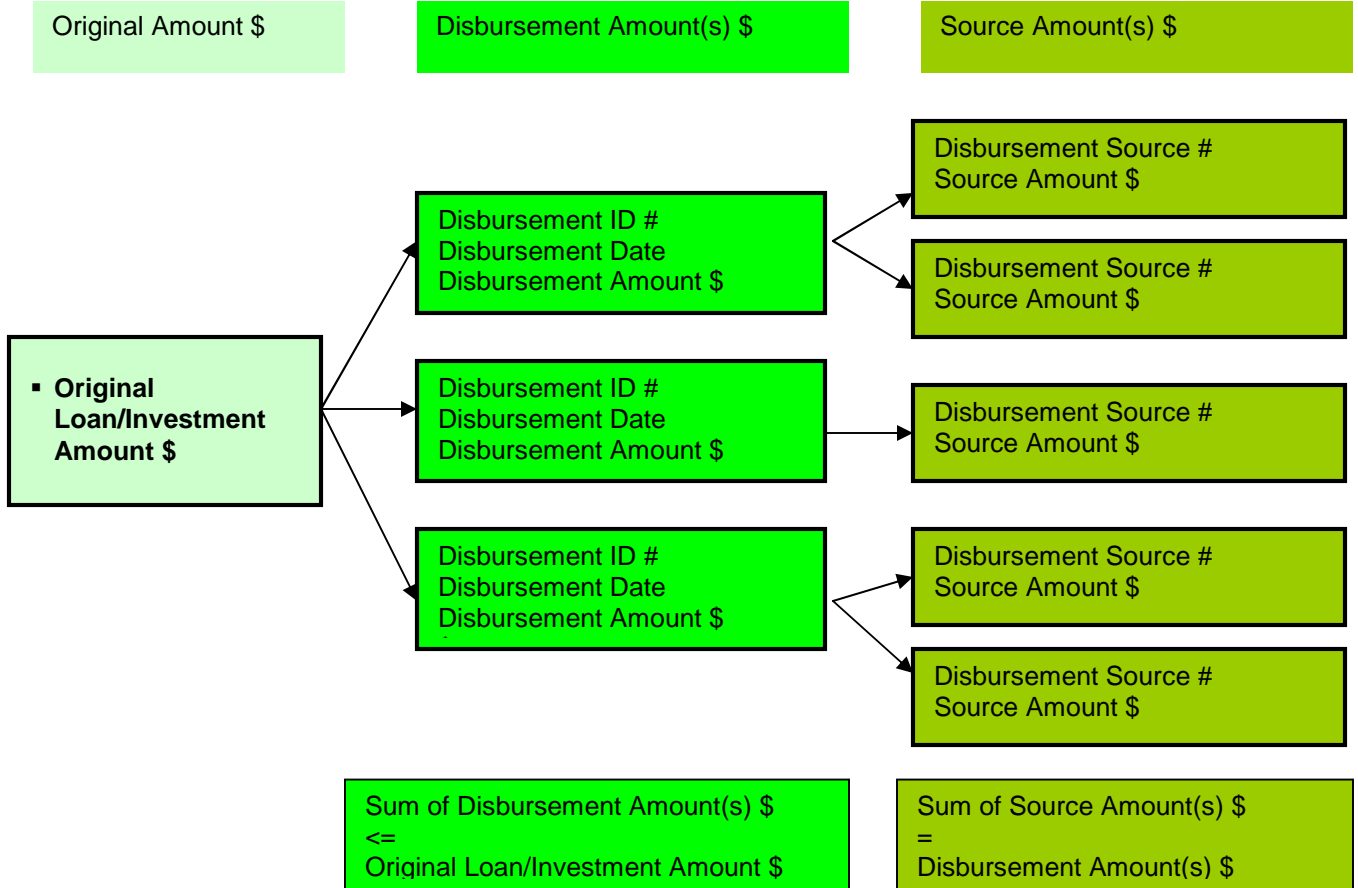 Original Amount $
Disbursement Amount(s) $
Source Amount(s) $
Disbursement Source #
Source Amount $
Disbursement ID #
Disbursement Date
Disbursement Amount $
Disbursement Source #
Source Amount $
▪ Original
Loan/Investment
Amount $
Disbursement ID #
Disbursement Date
Disbursement Amount $
Disbursement Source #
Source Amount $
Disbursement ID #
Disbursement Date
Disbursement Amount $
Disbursement Source #
Source Amount $
Disbursement Source #
Source Amount $
Sum of Disbursement Amount(s) $
<=
Original Loan/Investment Amount $
Sum of Source Amount(s) $
=
Disbursement Amount(s) $